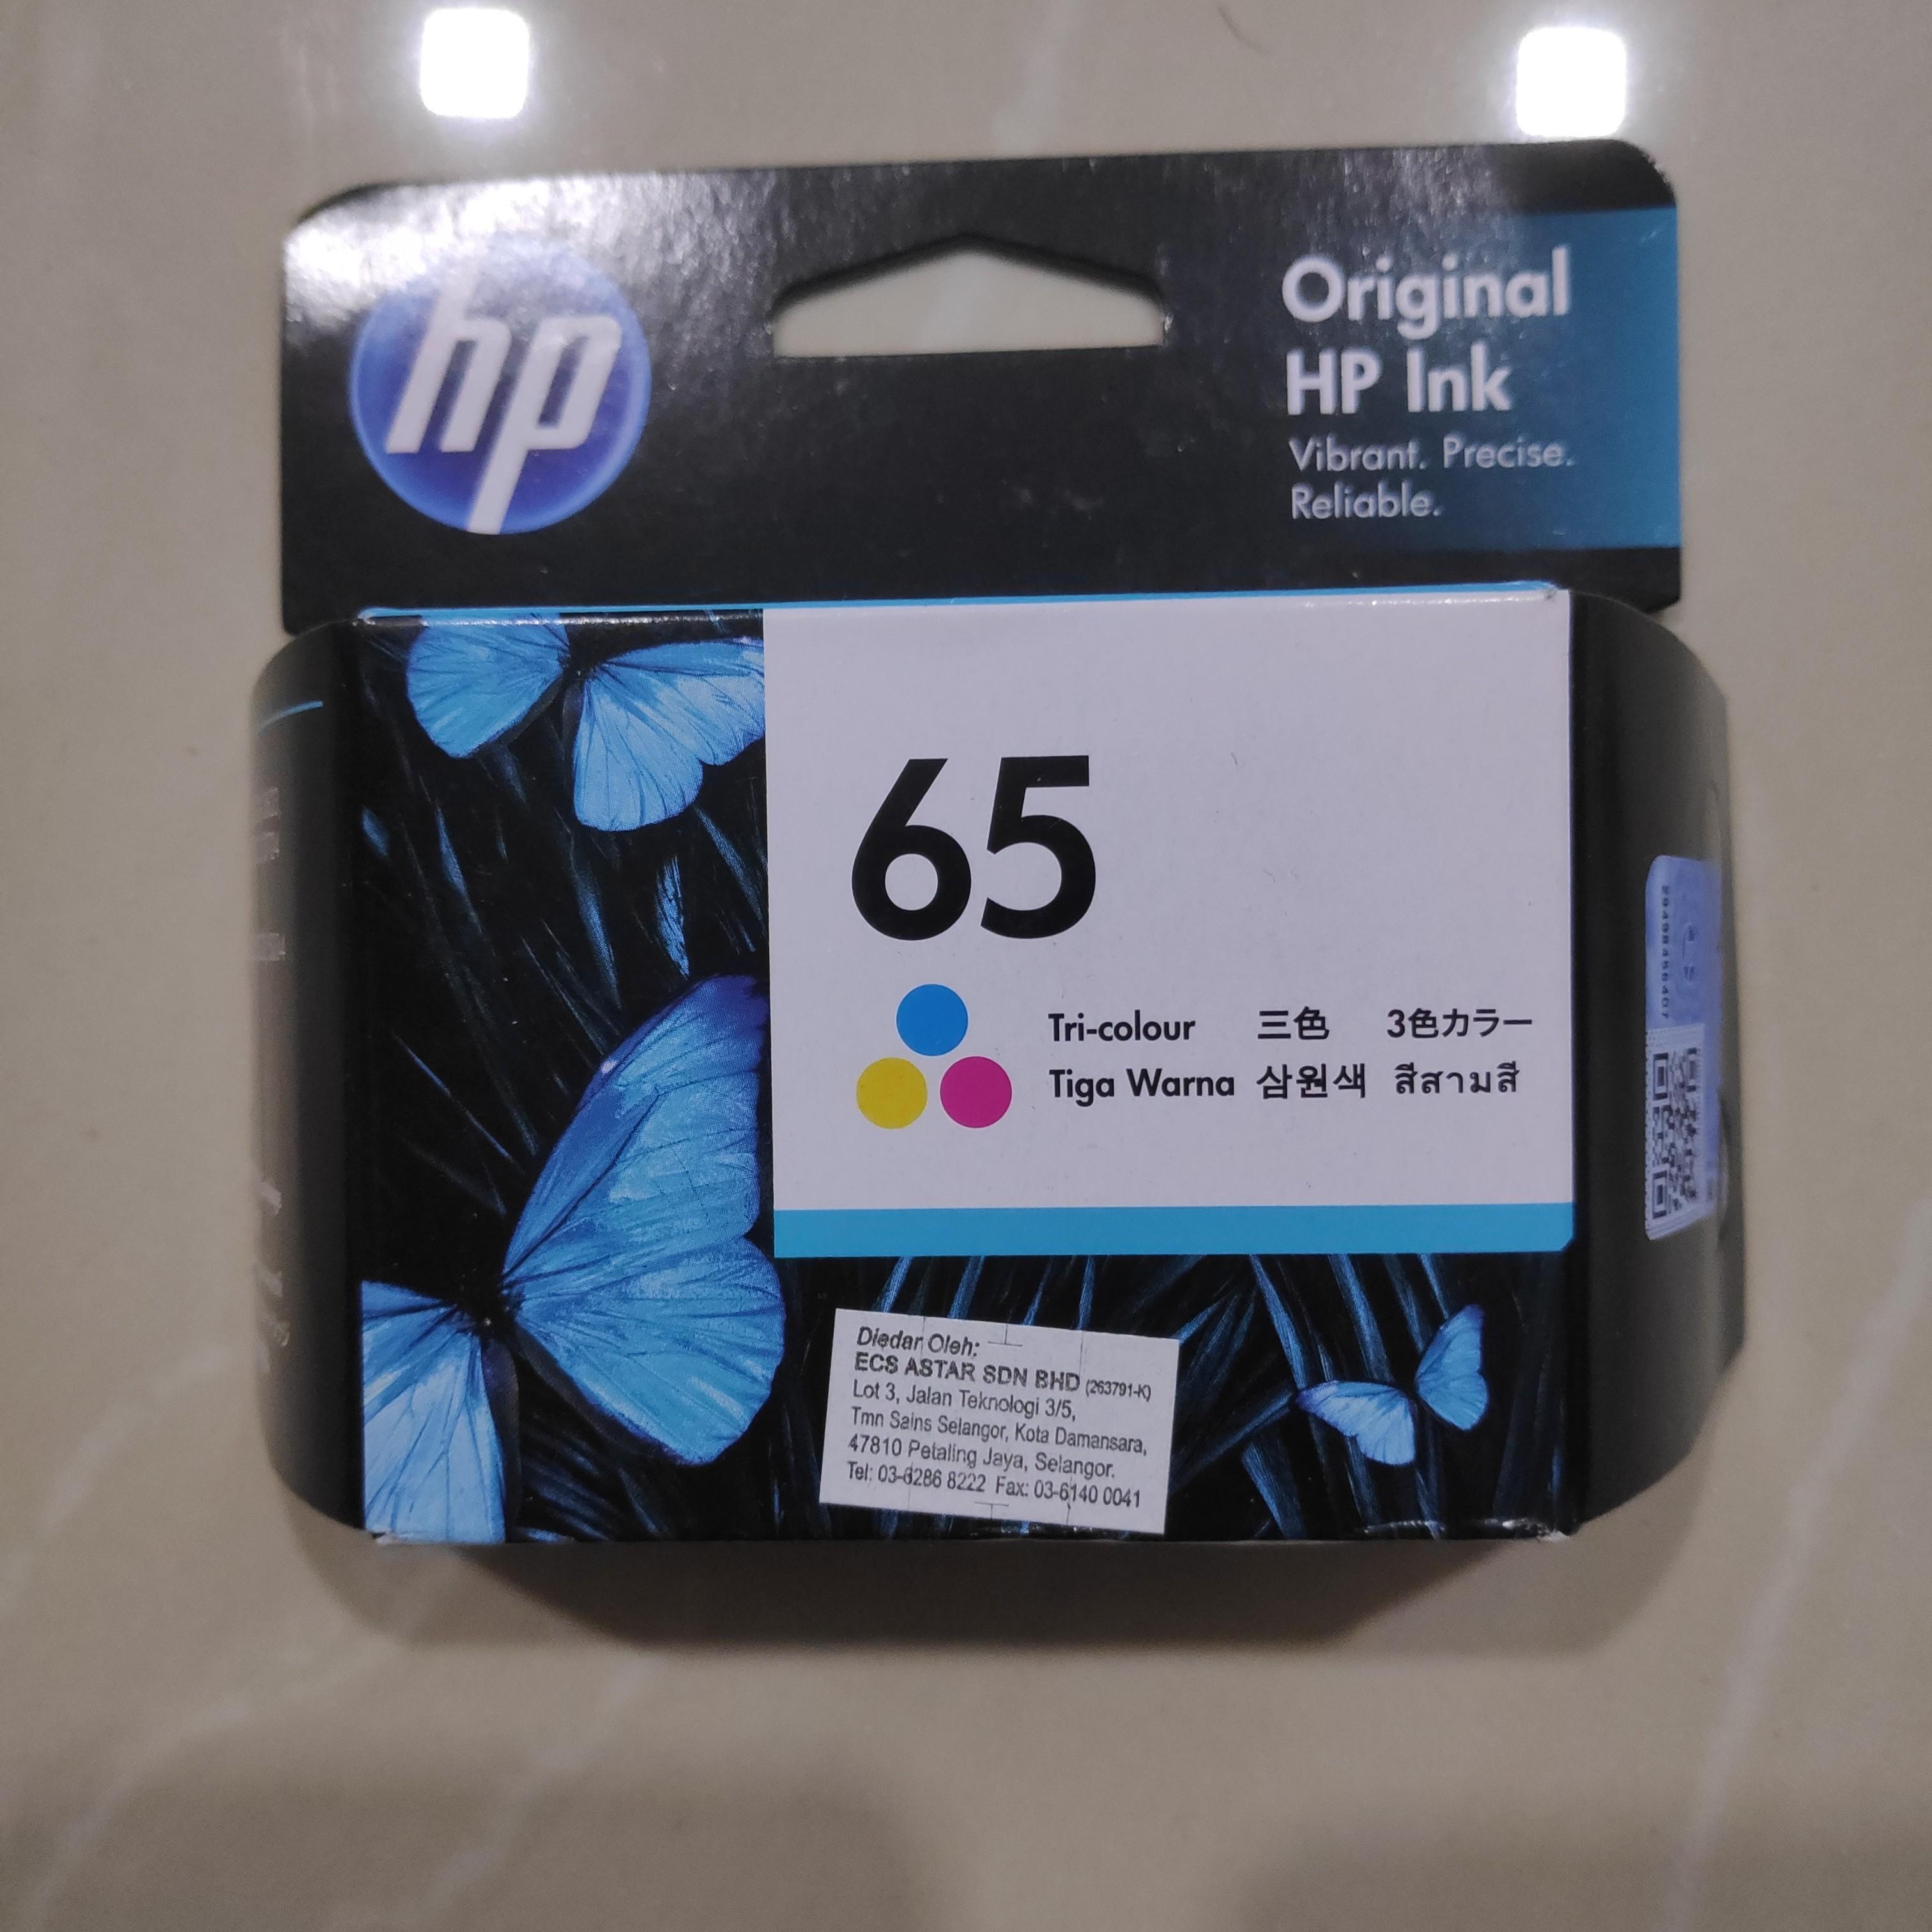 hp
Original
HP Ink
Vibrant. Precise.
Reliable.
65
Tri-colour 三色 3色カラー
Tiga Warna 삼원색 สีสามสี
Diedar Oleh:
ECS ASTAR SDN BHD (263791-K)
Lot 3, Jalan Teknologi 3/5,
Tmn Sains Selangor, Kota Damansara,
47810 Petaling Jaya, Selangor.
Tel: 03-6286 8222 Fax: 03-6140 0041